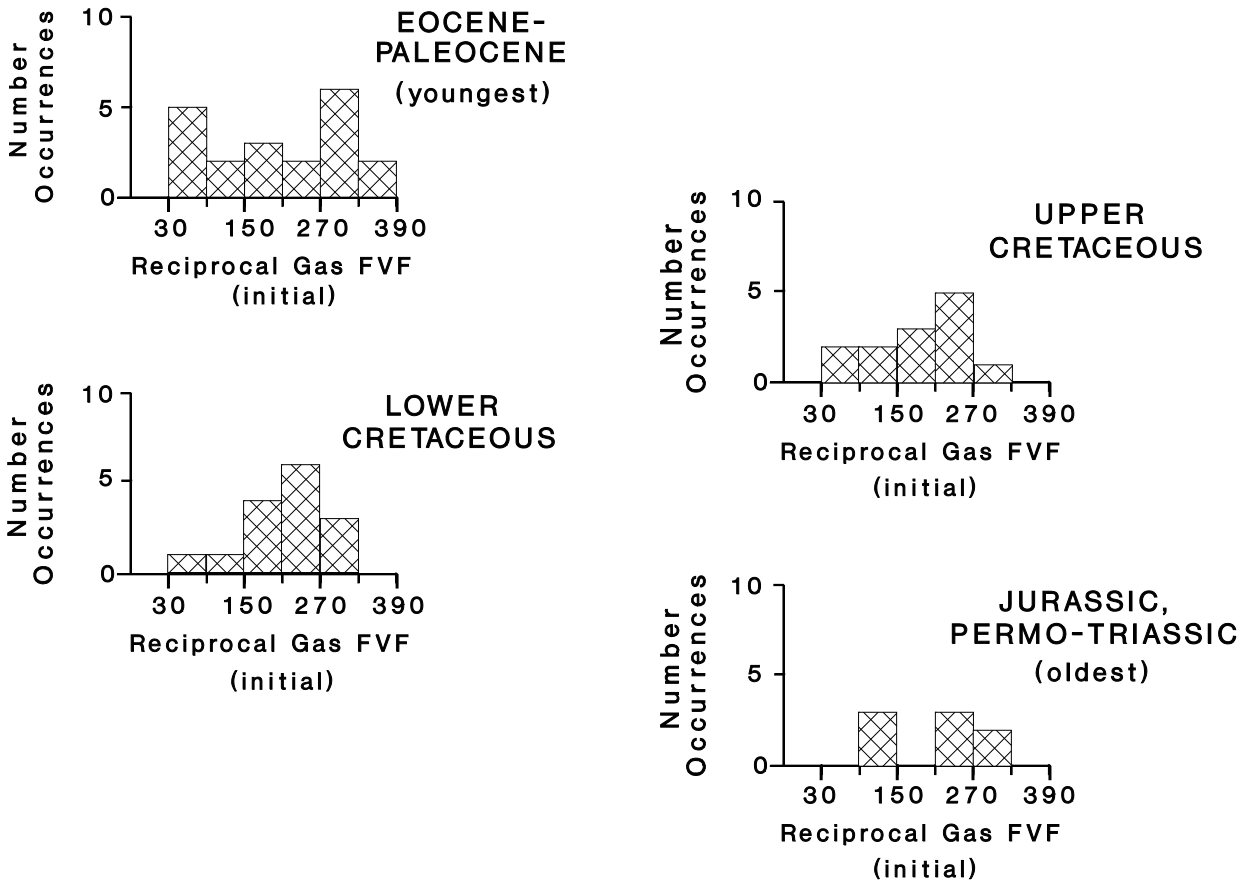 EOCENE-
PALEOCENE
(youngest)
Number
Occurrences
10
5
0
30 150 270 390
Reciprocal Gas FVF
(initial)
UPPER
CRETACEOUS
Number
Occurrences
10
5
0
30 150 270 390
Reciprocal Gas FVF
(initial)
LOWER
CRETACEOUS
Number
Occurrences
10
5
0
30 150 270 390
Reciprocal Gas FVF
(initial)
JURASSIC,
PERMO-TRIASSIC
(oldest)
Number
Occurrences
10
5
0
30 150 270 390
Reciprocal Gas FVF
(initial)